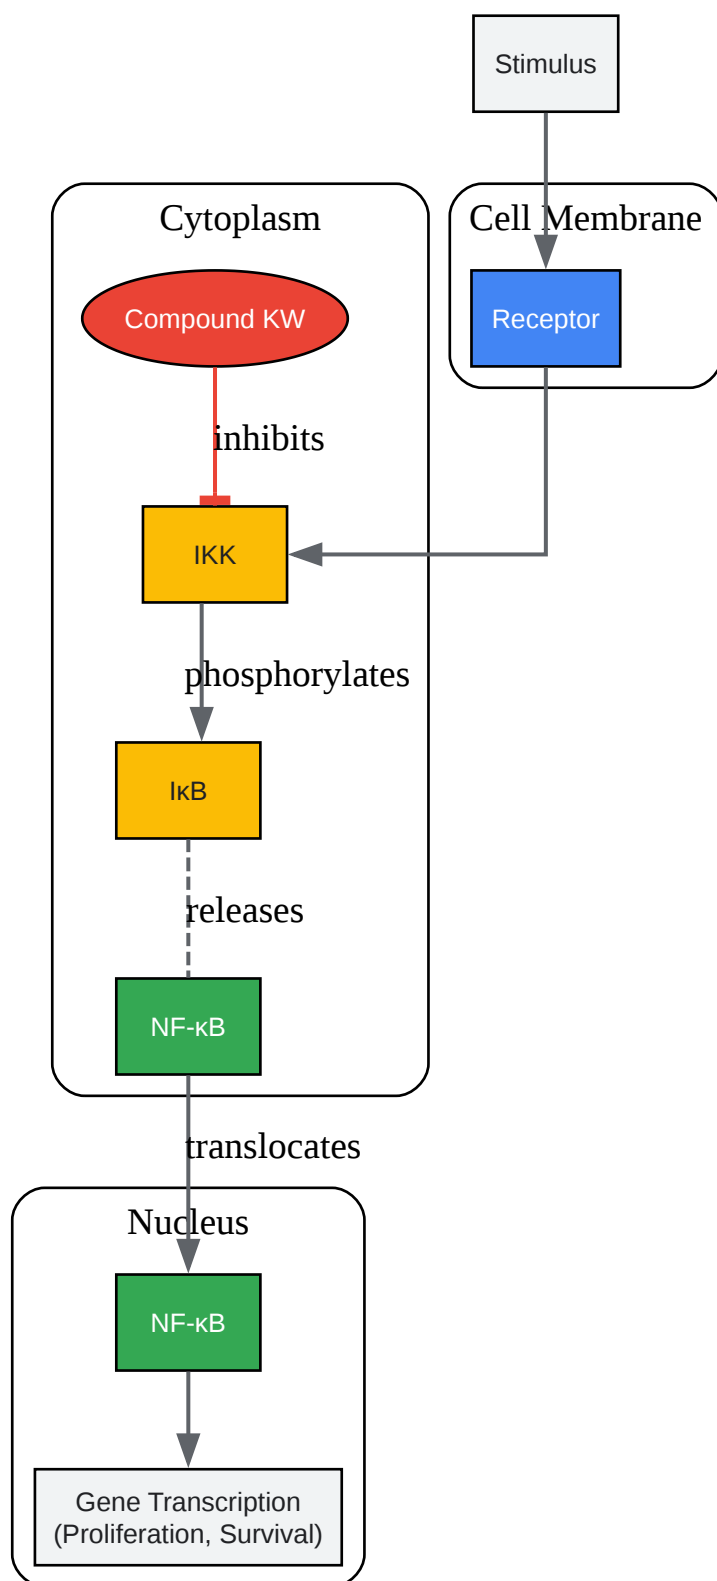 Stimulus
Cytoplasm
Cell Membrane
Compound KW
Receptor
inhibits
IKK
phosphorylates
IκB
releases
NF-κB
translocates
Nucleus
NF-κB
Gene Transcription
(Proliferation, Survival)